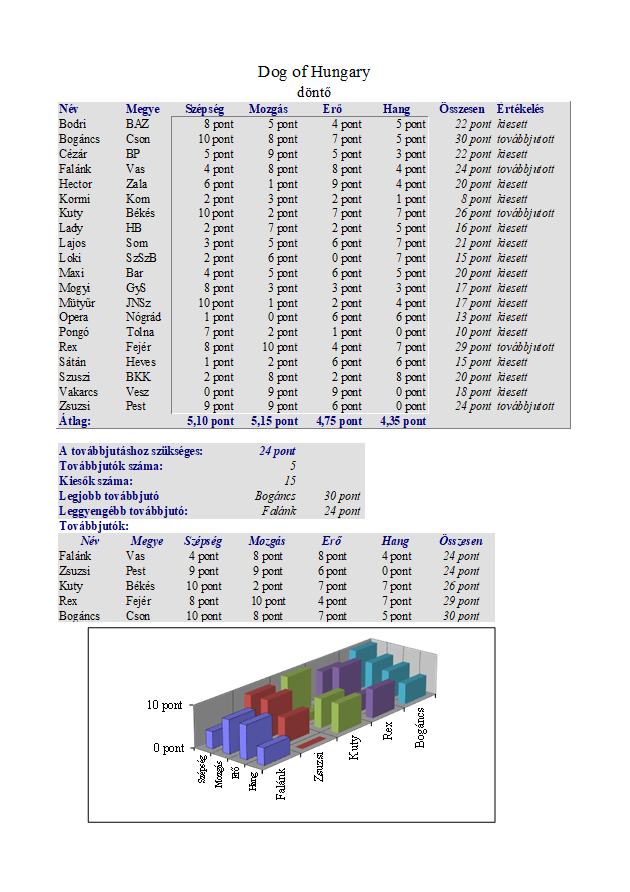 Dog of Hungary
döntő
Név Megye Szépség Mozgás Erő Hang Összesen Értékelés
Bodri BAZ 8 pont 5 pont 4 pont 5 pont 22 pont kiesett
Bogáncs Cson 10 pont 8 pont 7 pont 5 pont 30 pont továbbjutott
Cézár BP 5 pont 9 pont 5 pont 3 pont 22 pont kiesett
Falánk Vas 4 pont 8 pont 8 pont 4 pont 24 pont továbbjutott
Hector Zala 6 pont 1 pont 9 pont 4 pont 20 pont kiesett
Kormi Kom 2 pont 3 pont 2 pont 1 pont 8 pont kiesett
Kuty Békés 10 pont 2 pont 7 pont 7 pont 26 pont továbbjutott
Lady HB 2 pont 7 pont 2 pont 5 pont 16 pont kiesett
Lajos Som 3 pont 5 pont 6 pont 7 pont 21 pont kiesett
Loki SzSzB 2 pont 6 pont 0 pont 7 pont 15 pont kiesett
Maxi Bar 4 pont 5 pont 6 pont 5 pont 20 pont kiesett
Mogyi GyS 8 pont 3 pont 3 pont 3 pont 17 pont kiesett
Mütyür JNSz 10 pont 1 pont 2 pont 4 pont 17 pont kiesett
Opera Nógrád 1 pont 0 pont 6 pont 6 pont 13 pont kiesett
Pongó Tolna 7 pont 2 pont 1 pont 0 pont 10 pont kiesett
Rex Fejér 8 pont 10 pont 4 pont 7 pont 29 pont továbbjutott
Sátán Heves 1 pont 2 pont 6 pont 6 pont 15 pont kiesett
Szuszi BKK 2 pont 8 pont 2 pont 8 pont 20 pont kiesett
Vakarcs Vesz 0 pont 9 pont 9 pont 0 pont 18 pont kiesett
Zsuzsi Pest 9 pont 9 pont 6 pont 0 pont 24 pont továbbjutott
Átlag: 5,10 pont 5,15 pont 4,75 pont 4,35 pont
A továbbjutáshoz szükséges: 24 pont
Továbbjutók száma: 5
Kiesők száma: 15
Legjobb továbbjutó Bogáncs 30 pont
Leggyengébb továbbjutó: Falánk 24 pont
Továbbjutók:
Név Megye Szépség Mozgás Erő Hang Összesen
Falánk Vas 4 pont 8 pont 8 pont 4 pont 24 pont
Zsuzsi Pest 9 pont 9 pont 6 pont 0 pont 24 pont
Kuty Békés 10 pont 2 pont 7 pont 7 pont 26 pont
Rex Fejér 8 pont 10 pont 4 pont 7 pont 29 pont
Bogáncs Cson 10 pont 8 pont 7 pont 5 pont 30 pont
10 pont
0 pont
Szépség
Mozgás
Erő
Hang
Falánk
Zsuzsi
Kuty
Rex
Bogáncs